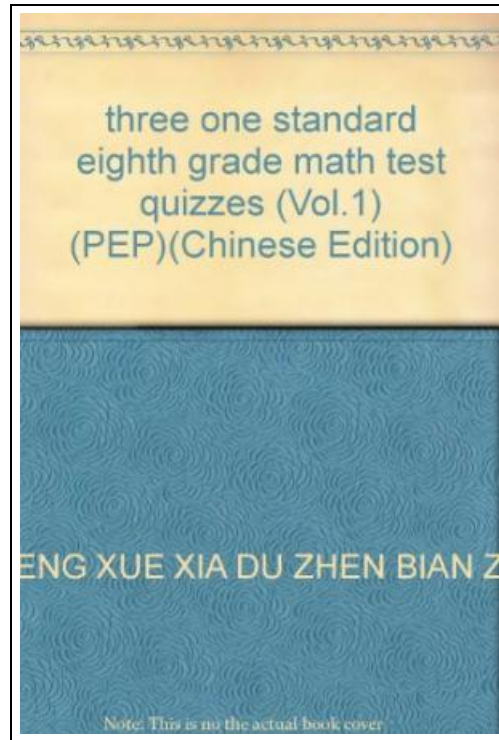 three one standard
eighth grade math test
quizzes (Vol.1)
(PEP)(Chinese Edition)
ENG XUE XIA DU ZHEN BIAN Z
Note: This is no the actual book cover